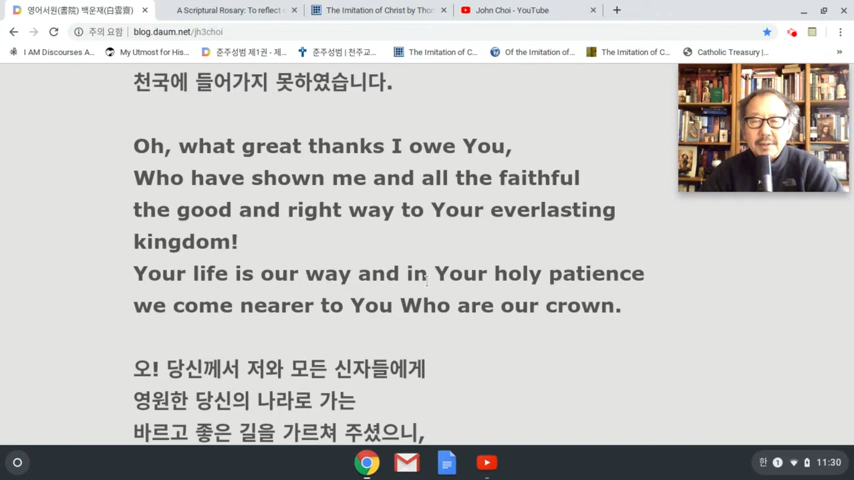 영어서원(書院) 백운재(白雲齋)
A Scriptural Rosary: To reflect
The Imitation of Christ by Thom
John Choi - YouTube
주의 요함
blog.daum.net/jh3choi
I AM Discourses A...
My Utmost for His...
준주성범 제1권 - 제...
준주성범 | 천주교...
The Imitation of C...
Of the Imitation of...
The Imitation of C...
Catholic Treasury |...
천국에 들어가지 못하였습니다.
Oh, what great thanks I owe You,
Who have shown me and all the faithful
the good and right way to Your everlasting
kingdom!
Your life is our way and in Your holy patience
we come nearer to You Who are our crown.
오! 당신께서 저와 모든 신자들에게
영원한 당신의 나라로 가는
바르고 좋은 길을 가르쳐 주셨으니,
한 1 11:30